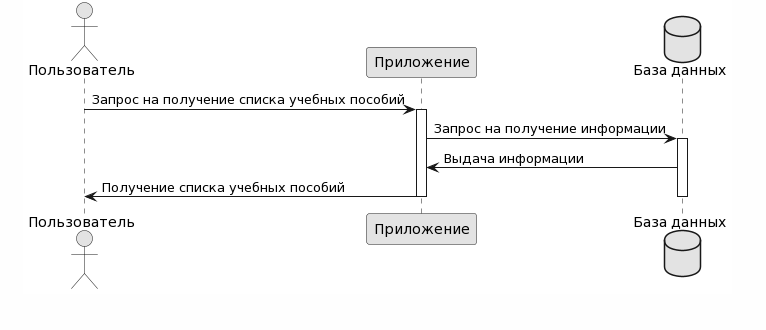 Пользователь
Приложение
База данных
Запрос на получение списка учебных пособий
Запрос на получение информации
Выдача информации
Получение списка учебных пособий
Пользователь
Приложение
База данных